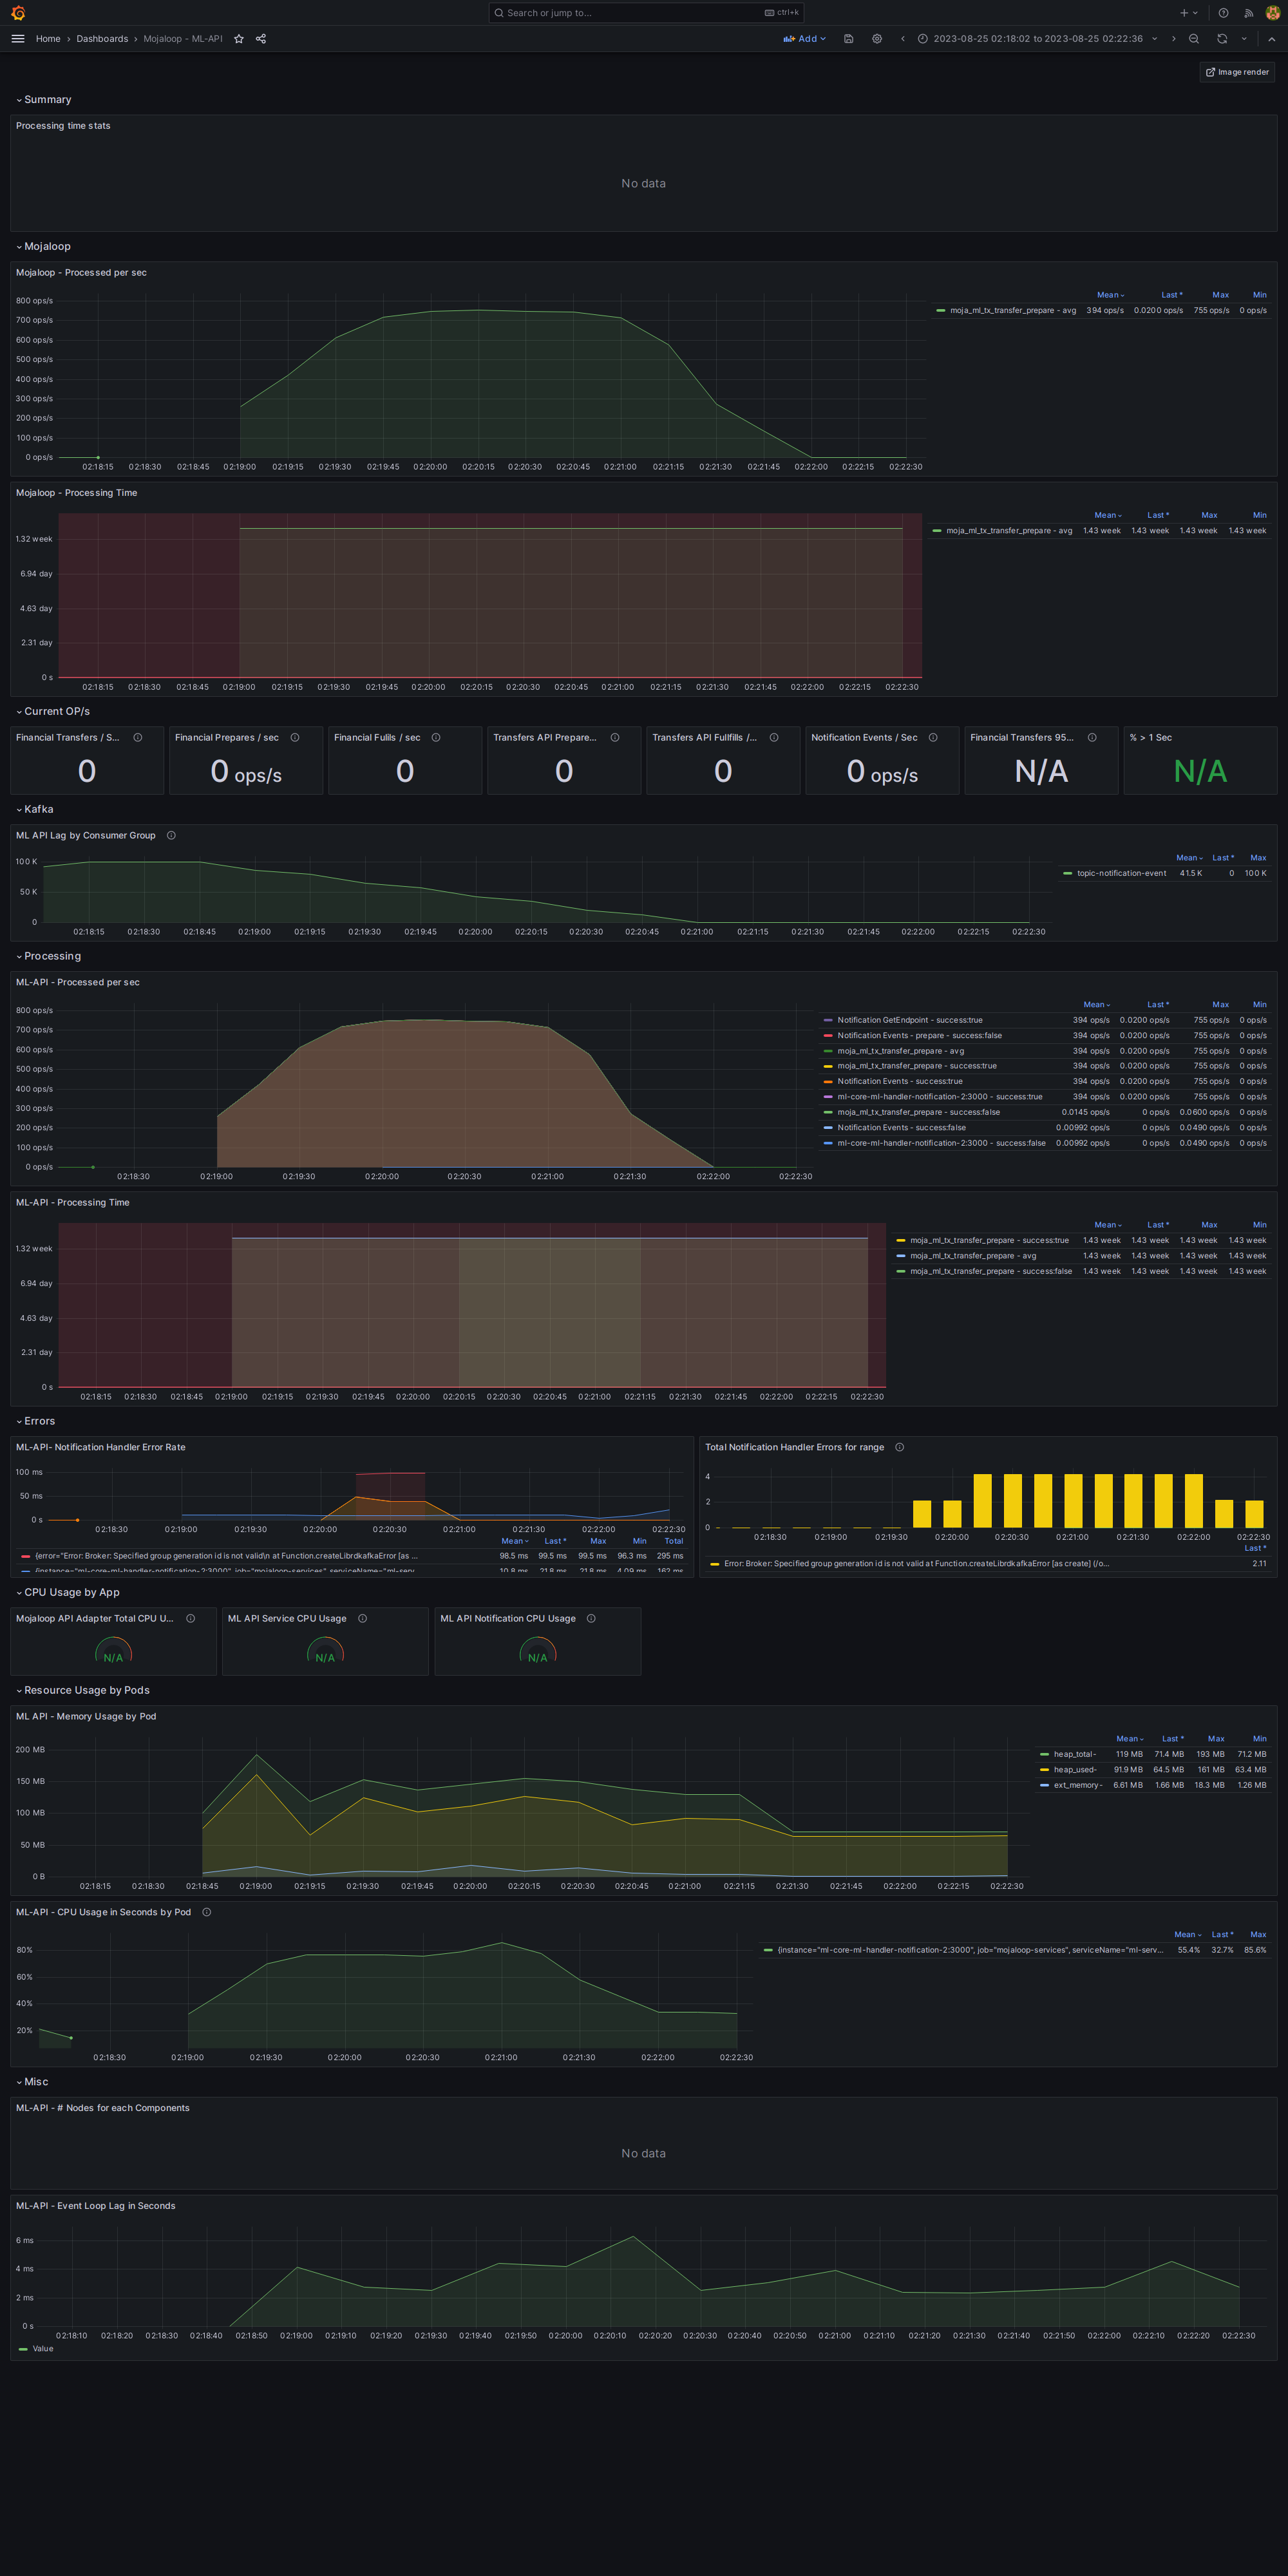 Search or jump to...
ctrl+k
Home › Dashboards › Mojaloop - ML-API
Add
2023-08-25 02:18:02 to 2023-08-25 02:22:36
Image render
Summary
Processing time stats
No data
Mojaloop
Mojaloop - Processed per sec
800 ops/s
700 ops/s
600 ops/s
500 ops/s
400 ops/s
300 ops/s
200 ops/s
100 ops/s
0 ops/s
02:18:15 02:18:30 02:18:45 02:19:00 02:19:15 02:19:30 02:19:45 02:20:00 02:20:15 02:20:30 02:20:45 02:21:00 02:21:15 02:21:30 02:21:45 02:22:00 02:22:15 02:22:30
Mean Last * Max Min
moja_ml_tx_transfer_prepare - avg 394 ops/s 0.0200 ops/s 755 ops/s 0 ops/s
Mojaloop - Processing Time
1.32 week
6.94 day
4.63 day
2.31 day
0 s
02:18:15 02:18:30 02:18:45 02:19:00 02:19:15 02:19:30 02:19:45 02:20:00 02:20:15 02:20:30 02:20:45 02:21:00 02:21:15 02:21:30 02:21:45 02:22:00 02:22:15 02:22:30
Mean Last * Max Min
moja_ml_tx_transfer_prepare - avg 1.43 week 1.43 week 1.43 week 1.43 week
Current OP/s
Financial Transfers / S... Financial Prepares / sec Financial Fulils / sec Transfers API Prepare... Transfers API Fullfills /... Notification Events / Sec Financial Transfers 95... % > 1 Sec
0 0 ops/s 0 0 0 0 ops/s N/A N/A
Kafka
ML API Lag by Consumer Group
100 K
50 K
0
02:18:15 02:18:30 02:18:45 02:19:00 02:19:15 02:19:30 02:19:45 02:20:00 02:20:15 02:20:30 02:20:45 02:21:00 02:21:15 02:21:30 02:21:45 02:22:00 02:22:15 02:22:30
Mean Last * Max
topic-notification-event 41.5 K 0 100 K
Processing
ML-API - Processed per sec
800 ops/s
700 ops/s
600 ops/s
500 ops/s
400 ops/s
300 ops/s
200 ops/s
100 ops/s
0 ops/s
02:18:30 02:19:00 02:19:30 02:20:00 02:20:30 02:21:00 02:21:30 02:22:00 02:22:30
Mean Last * Max Min
Notification GetEndpoint - success:true 394 ops/s 0.0200 ops/s 755 ops/s 0 ops/s
Notification Events - prepare - success:false 394 ops/s 0.0200 ops/s 755 ops/s 0 ops/s
moja_ml_tx_transfer_prepare - avg 394 ops/s 0.0200 ops/s 755 ops/s 0 ops/s
moja_ml_tx_transfer_prepare - success:true 394 ops/s 0.0200 ops/s 755 ops/s 0 ops/s
Notification Events - success:true 394 ops/s 0.0200 ops/s 755 ops/s 0 ops/s
ml-core-ml-handler-notification-2:3000 - success:true 394 ops/s 0.0200 ops/s 755 ops/s 0 ops/s
moja_ml_tx_transfer_prepare - success:false 0.0145 ops/s 0 ops/s 0.0600 ops/s 0 ops/s
Notification Events - success:false 0.00992 ops/s 0 ops/s 0.0490 ops/s 0 ops/s
ml-core-ml-handler-notification-2:3000 - success:false 0.00992 ops/s 0 ops/s 0.0490 ops/s 0 ops/s
ML-API - Processing Time
1.32 week
6.94 day
4.63 day
2.31 day
0 s
02:18:15 02:18:30 02:18:45 02:19:00 02:19:15 02:19:30 02:19:45 02:20:00 02:20:15 02:20:30 02:20:45 02:21:00 02:21:15 02:21:30 02:21:45 02:22:00 02:22:15 02:22:30
Mean Last * Max Min
moja_ml_tx_transfer_prepare - success:true 1.43 week 1.43 week 1.43 week 1.43 week
moja_ml_tx_transfer_prepare - avg 1.43 week 1.43 week 1.43 week 1.43 week
moja_ml_tx_transfer_prepare - success:false 1.43 week 1.43 week 1.43 week 1.43 week
Errors
ML-API- Notification Handler Error Rate
100 ms
50 ms
0 s
02:18:30 02:19:00 02:19:30 02:20:00 02:20:30 02:21:00 02:21:30 02:22:00 02:22:30
Mean Last * Max Min Total
{error="Error: Broker: Specified group generation id is not valid\n at Function.createLibrdkafkaError [as ... 98.5 ms 99.5 ms 99.5 ms 96.3 ms 295 ms
{instance="ml-core-ml-handler-notification-2:3000", job="mojaloop-services", serviceName="ml-serv... 10.8 ms 21.8 ms 21.8 ms 4.09 ms 162 ms
Total Notification Handler Errors for range
4
2
0
02:18:30 02:19:00 02:19:30 02:20:00 02:20:30 02:21:00 02:21:30 02:22:00 02:22:30
Last *
Error: Broker: Specified group generation id is not valid at Function.createLibrdkafkaError [as create] (/o... 2.11
CPU Usage by App
Mojaloop API Adapter Total CPU U... ML API Service CPU Usage ML API Notification CPU Usage
N/A N/A N/A
Resource Usage by Pods
ML API - Memory Usage by Pod
200 MB
150 MB
100 MB
50 MB
0 B
02:18:15 02:18:30 02:18:45 02:19:00 02:19:15 02:19:30 02:19:45 02:20:00 02:20:15 02:20:30 02:20:45 02:21:00 02:21:15 02:21:30 02:21:45 02:22:00 02:22:15 02:22:30
Mean Last * Max Min
heap_total- 119 MB 71.4 MB 193 MB 71.2 MB
heap_used- 91.9 MB 64.5 MB 161 MB 63.4 MB
ext_memory- 6.61 MB 1.66 MB 18.3 MB 1.26 MB
ML-API - CPU Usage in Seconds by Pod
80%
60%
40%
20%
02:18:30 02:19:00 02:19:30 02:20:00 02:20:30 02:21:00 02:21:30 02:22:00 02:22:30
Mean Last * Max
{instance="ml-core-ml-handler-notification-2:3000", job="mojaloop-services", serviceName="ml-serv... 55.4% 32.7% 85.6%
Misc
ML-API - # Nodes for each Components
No data
ML-API - Event Loop Lag in Seconds
6 ms
4 ms
2 ms
0 s
02:18:10 02:18:20 02:18:30 02:18:40 02:18:50 02:19:00 02:19:10 02:19:20 02:19:30 02:19:40 02:19:50 02:20:00 02:20:10 02:20:20 02:20:30 02:20:40 02:20:50 02:21:00 02:21:10 02:21:20 02:21:30 02:21:40 02:21:50 02:22:00 02:22:10 02:22:20 02:22:30
Value